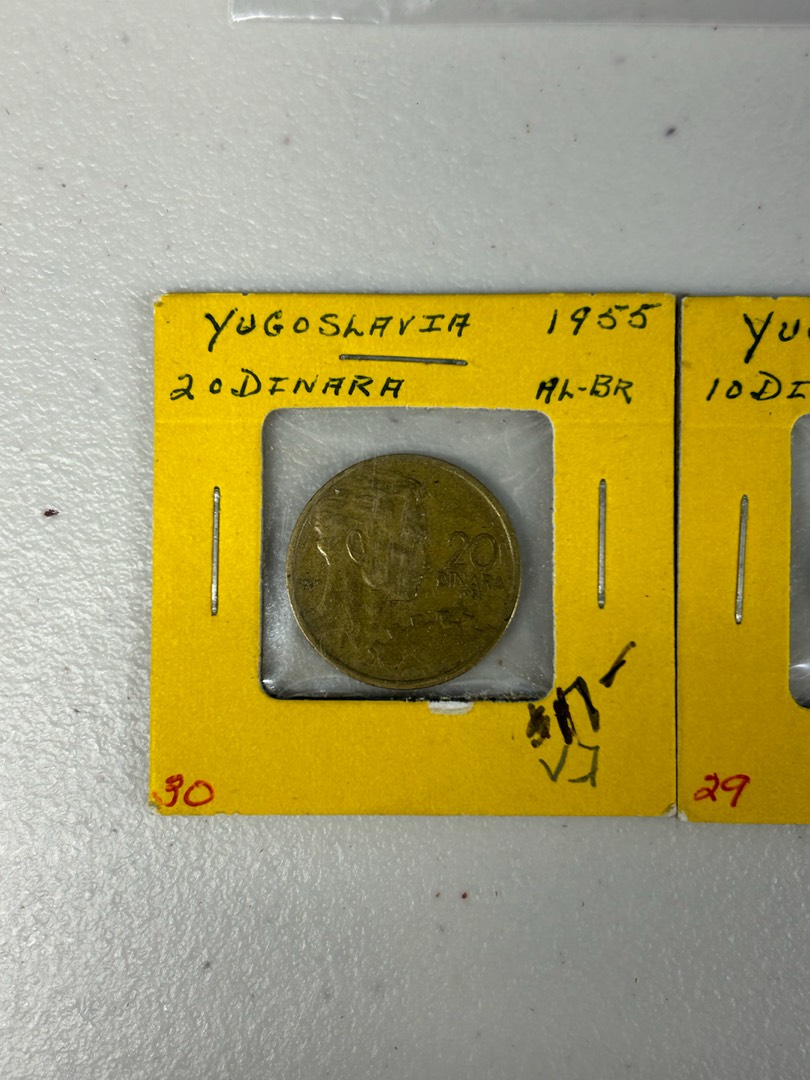 YUGOSLAVIA 1955
20 DINARA AL-BR
20
DINARA
30
YU
10 DI
29